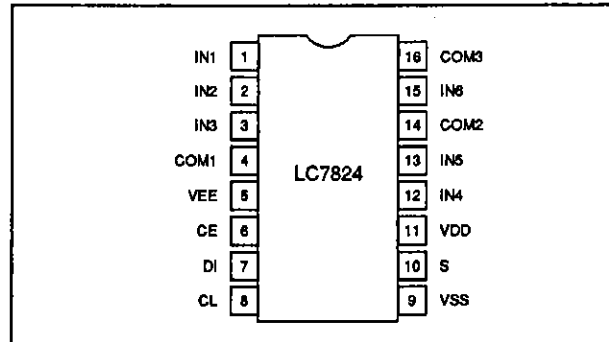 IN1 1 16 COM3
IN2 2 15 IN6
IN3 3 14 COM2
COM1 4 13 IN5
LC7824
VEE 5 12 IN4
CE 6 11 VDD
DI 7 10 S
CL 8 9 VSS